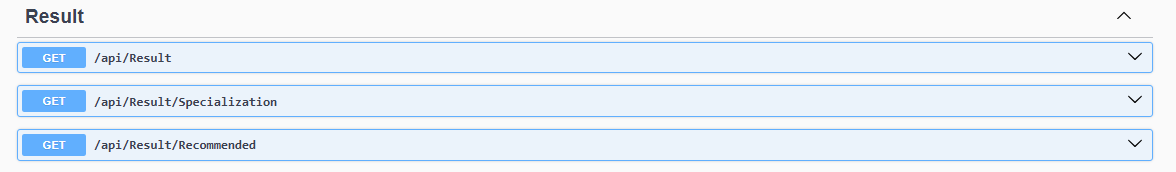 Result
GET /api/Result
GET /api/Result/Specialization
GET /api/Result/Recommended